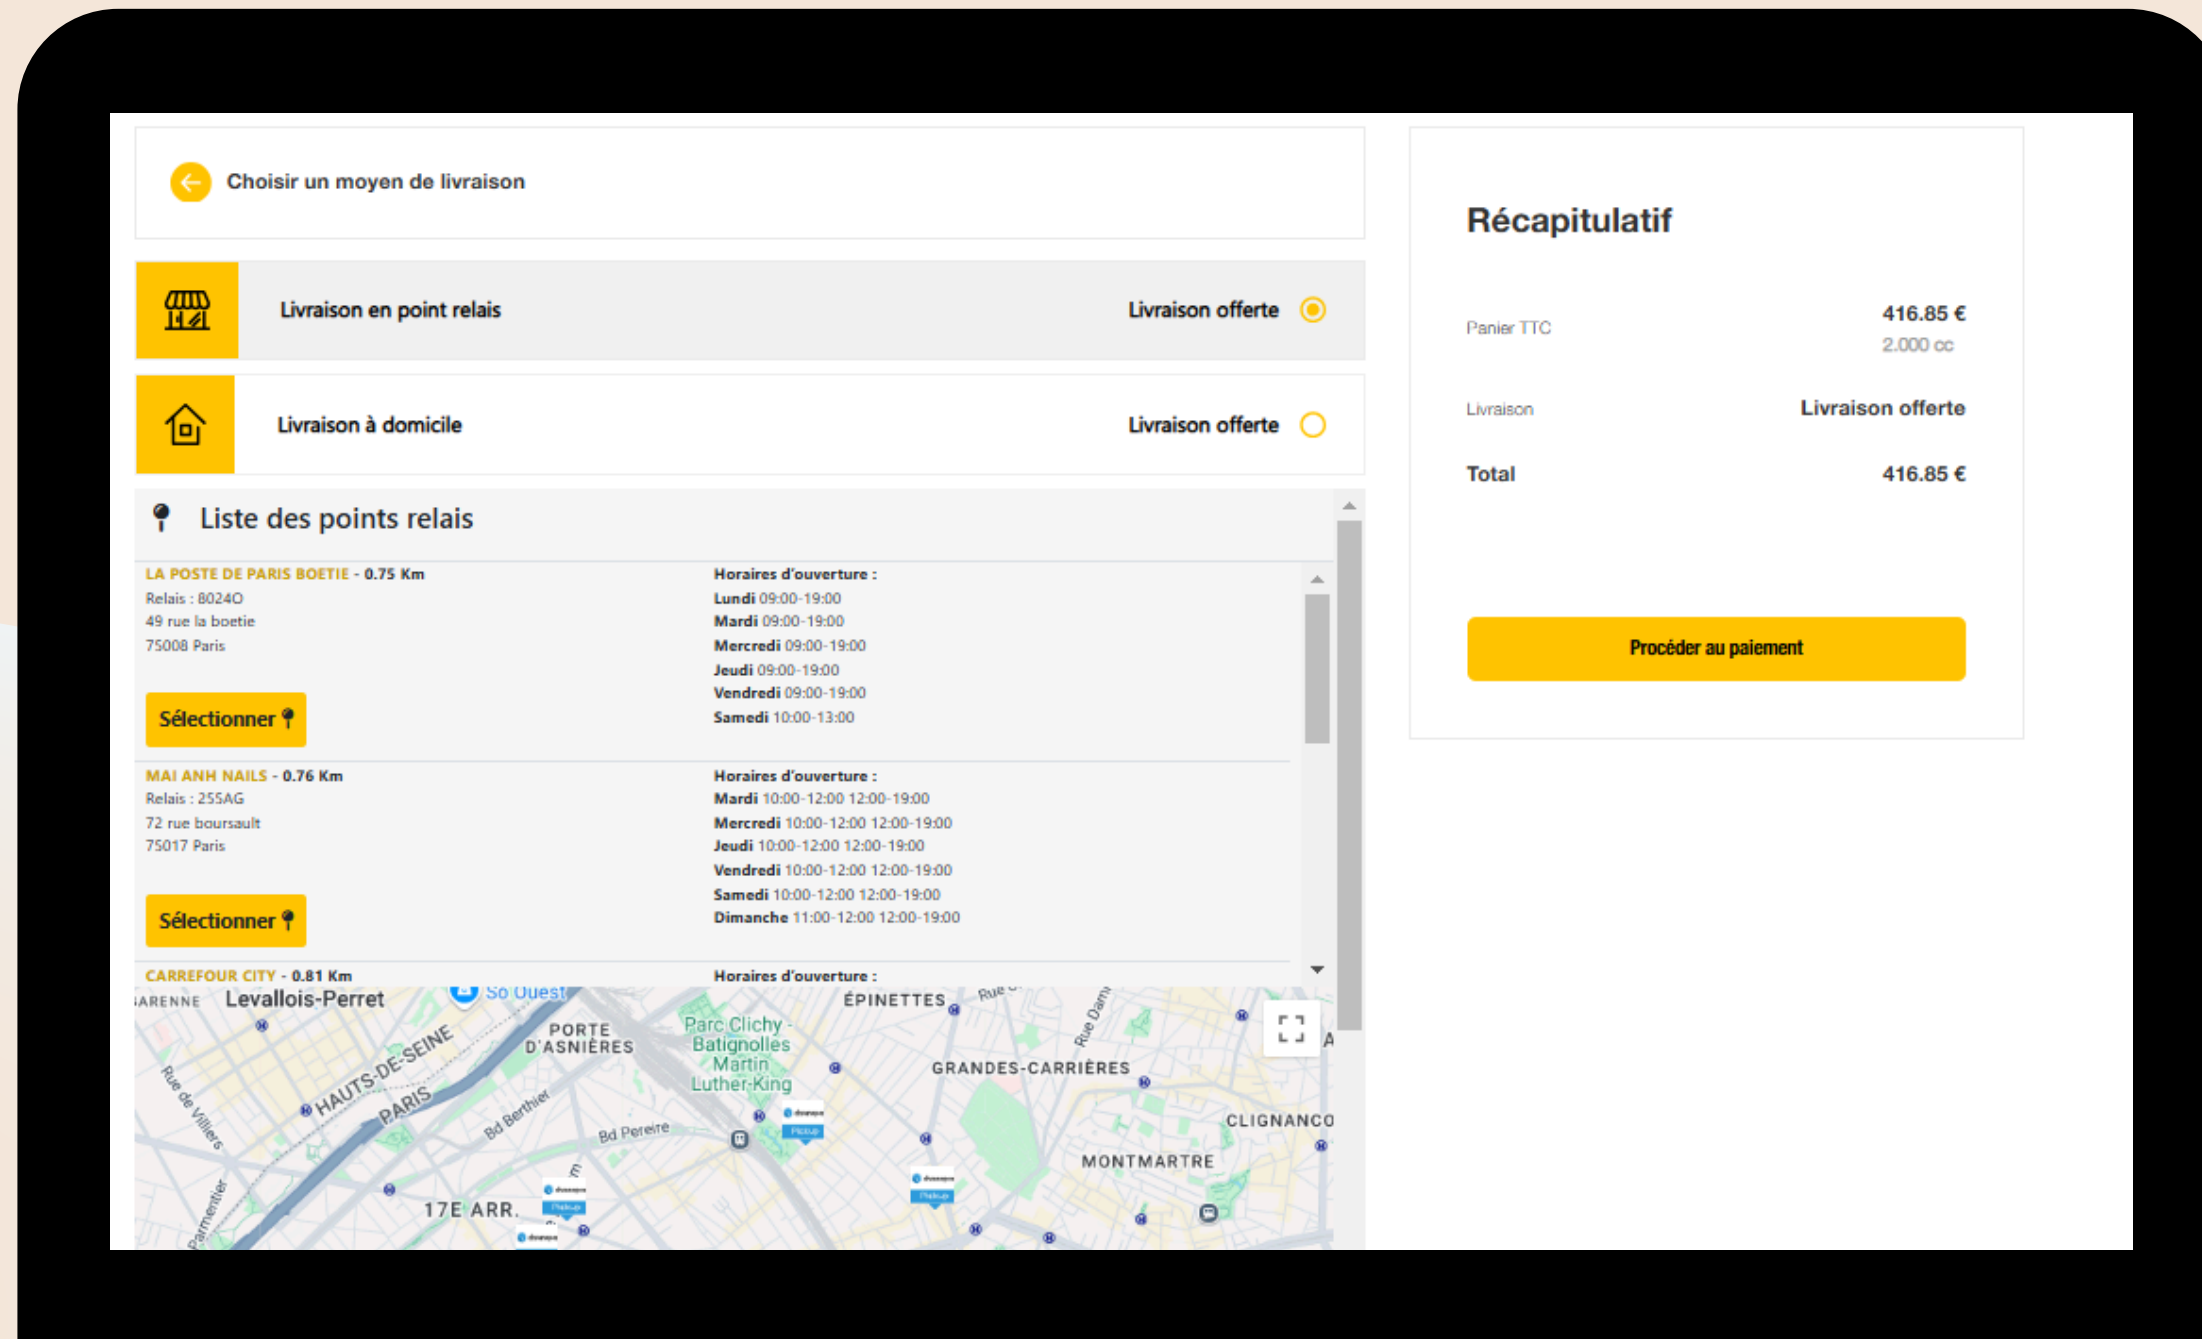 Choisir un moyen de livraison
Livraison en point relais
Livraison offerte
Livraison à domicile
Livraison offerte
Liste des points relais
LA POSTE DE PARIS BOETIE - 0.75 Km
Relais : 8024O
49 rue la boetie
75008 Paris
Sélectionner
Horaires d'ouverture :
Lundi 09:00-19:00
Mardi 09:00-19:00
Mercredi 09:00-19:00
Jeudi 09:00-19:00
Vendredi 09:00-19:00
Samedi 10:00-13:00
MAI ANH NAILS - 0.76 Km
Relais : 255AG
72 rue boursault
75017 Paris
Sélectionner
Horaires d'ouverture :
Mardi 10:00-12:00 12:00-19:00
Mercredi 10:00-12:00 12:00-19:00
Jeudi 10:00-12:00 12:00-19:00
Vendredi 10:00-12:00 12:00-19:00
Samedi 10:00-12:00 12:00-19:00
Dimanche 11:00-12:00 12:00-19:00
CARREFOUR CITY - 0.81 Km
Horaires d'ouverture :
ARENNE
Levallois-Perret
So Ouest
PORTE
D'ASNIÈRES
Parc Clichy -
Batignolles
Martin
Luther-King
ÉPINETTES
Rue
Rue Dam
GRANDES-CARRIÈRES
HAUTS-DE-SEINE
PARIS
Rue de Villiers
Bd Berthier
Bd Pereire
Pickup
CLIGNANCO
MONTMARTRE
Pickup
17E ARR.
Pickup
Parmentier
Récapitulatif
Panier TTC
416.85 €
2.000 cc
Livraison
Livraison offerte
Total
416.85 €
Procéder au paiement